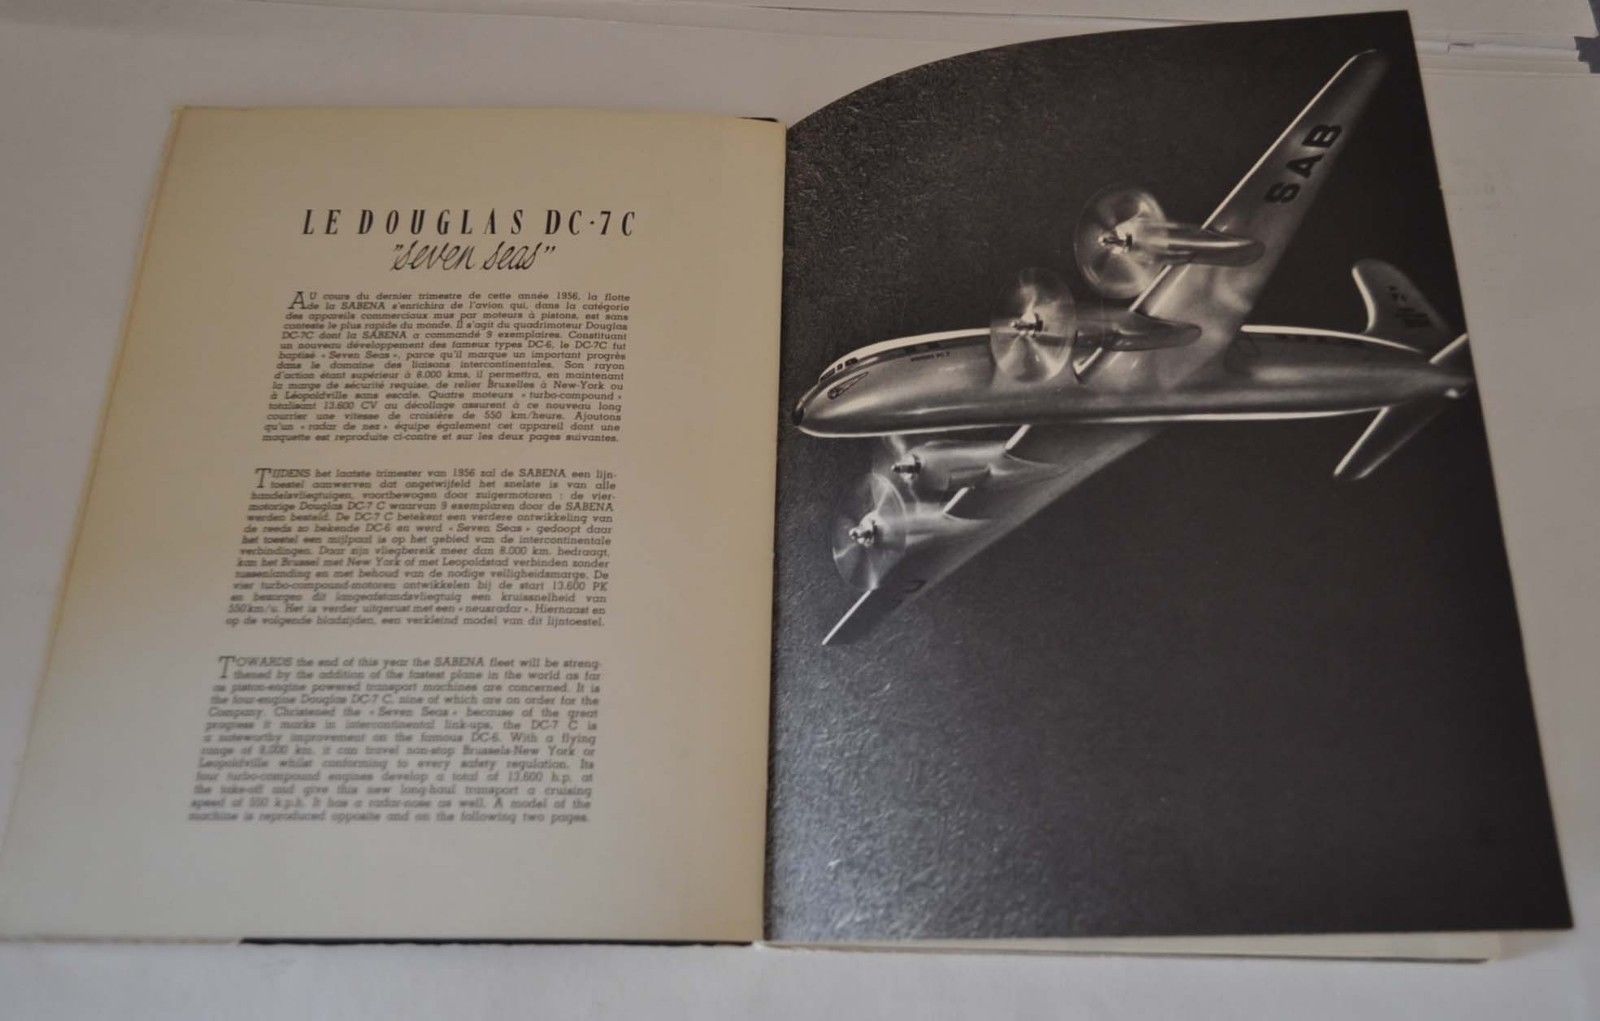 LE DOUGLAS DC-7C
"seven seas"
AU cours du dernier trimestre de cette année 1956, la flotte
de la SABENA s'enrichira de l'avion qui, dans la catégorie
des appareils commerciaux mus par moteurs à pistons, est sans
conteste le plus rapide du monde. Il s'agit du quadrimoteur Douglas
DC-7C dont la SABENA a commandé 9 exemplaires. Constituant
un nouveau développement des fameux types DC-6, le DC-7C fut
baptisé « Seven Seas », parce qu'il marque un important progrès
dans le domaine des liaisons intercontinentales. Son rayon
d'action étant supérieur à 8.000 kms, il permettra, en maintenant
la marge de sécurité requise, de relier Bruxelles à New-York ou
à Léopoldville sans escale. Quatre moteurs « turbo-compound »
totalisant 13.600 CV au décollage assurent à ce nouveau long
courrier une vitesse de croisière de 550 km/heure. Ajoutons
qu'un « radar de nez » équipe également cet appareil dont une
maquette est reproduite ci-contre et sur les deux pages suivantes.
TIJDENS het laatste trimester van 1956 zal de SABENA een lijn-
toestel aanwerven dat ongetwijfeld het snelste is van alle
handelsvliegtuigen, voortbewogen door zuigermotoren : de vier-
motorige Douglas DC-7 C waarvan 9 exemplaren door de SABENA
werden besteld. De DC-7 C betekent een verdere ontwikkeling van
de reeds zo bekende DC-6 en werd « Seven Seas » gedoopt daar
het toestel een mijlpaal is op het gebied van de intercontinentale
verbindingen. Daar zijn vliegbereik meer dan 8.000 km. bedraagt,
kan het Brussel met New York of met Leopoldstad verbinden zonder
tussenlanding en met behoud van de nodige veiligheidsmarge. De
vier turbo-compound-motoren ontwikkelen bij de start 13.600 PK
en bezorgen dit langeafstandsvliegtuig een kruissnelheid van
550km/u. Het is verder uitgerust met een « neusradar ». Hiernaast en
op de volgende bladzijden, een verkleind model van dit lijntoestel.
TOWARDS the end of this year the SABENA fleet will be streng-
thened by the addition of the fastest plane in the world as far
as piston-engine powered transport machines are concerned. It is
the four-engine Douglas DC-7 C, nine of which are on order for the
Company. Christened the « Seven Seas » because of the great
progress it marks in intercontinental link-ups, the DC-7 C is
a noteworthy improvement on the famous DC-6. With a flying
range of 8,000 km. it can travel non-stop Brussels-New York or
Leopoldville whilst conforming to every safety regulation. Its
four turbo-compound engines develop a total of 13,600 h.p. at
the take-off and give this new long-haul transport a cruising
speed of 550 k.p.h. It has a radar-nose as well. A model of the
machine is reproduced opposite and on the following two pages.
SAB